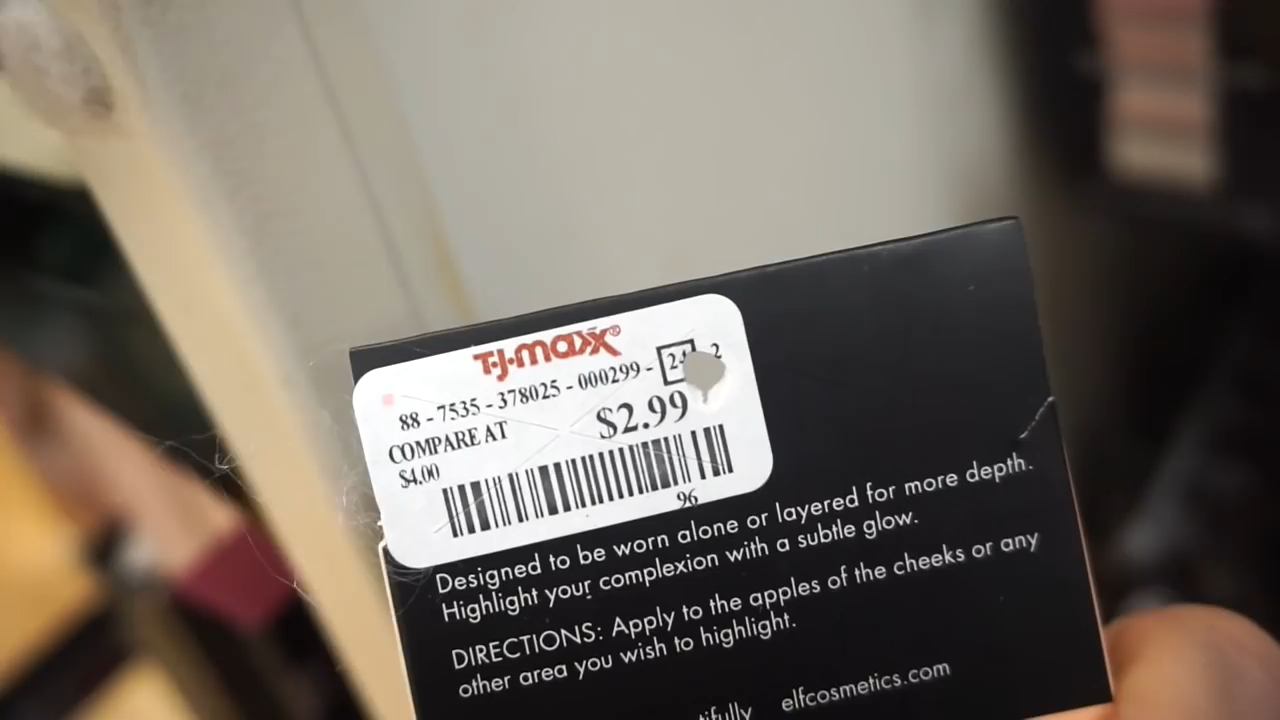 T·J·maxx®
88 - 7535 - 378025 - 000299 - 2
COMPARE AT
$4.00
$2.99
96
Designed to be worn alone or layered for more depth.
Highlight your complexion with a subtle glow.
DIRECTIONS: Apply to the apples of the cheeks or any
other area you wish to highlight.
elfcosmetics.com